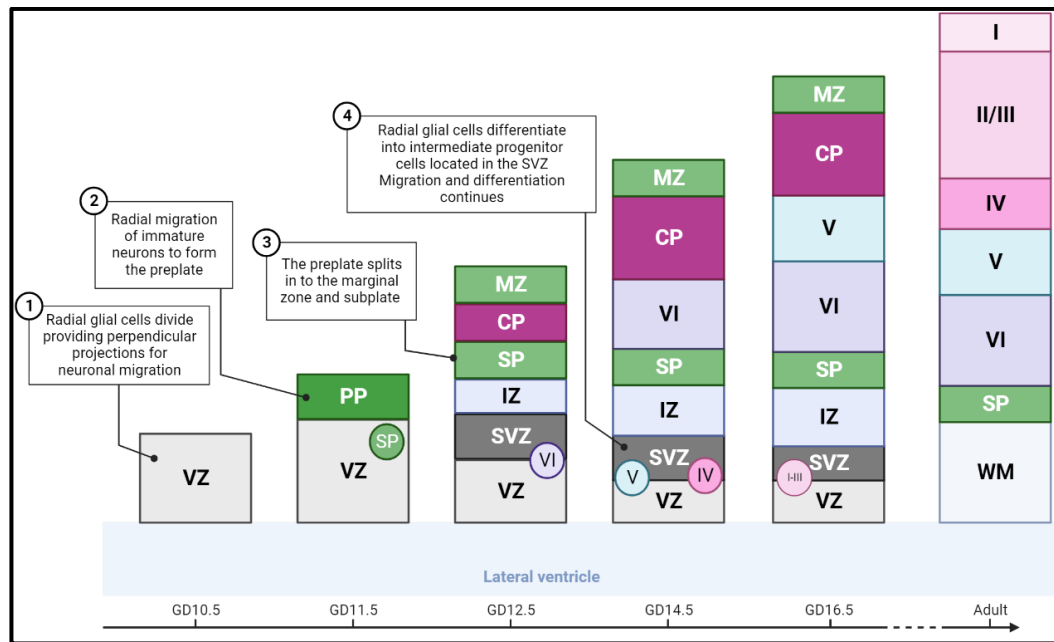 1
Radial glial cells divide
providing perpendicular
projections for
neuronal migration
2
Radial migration
of immature
neurons to form
the preplate
3
The preplate splits
in to the marginal
zone and subplate
4
Radial glial cells differentiate
into intermediate progenitor
cells located in the SVZ
Migration and differentiation
continues
VZ
PP
SP
VZ
MZ
CP
SP
IZ
SVZ
VI
VZ
MZ
CP
VI
SP
IZ
SVZ
V
IV
VZ
MZ
CP
V
VI
SP
IZ
SVZ
I-III
VZ
I
II/III
IV
V
VI
SP
WM
Lateral ventricle
GD10.5
GD11.5
GD12.5
GD14.5
GD16.5
Adult